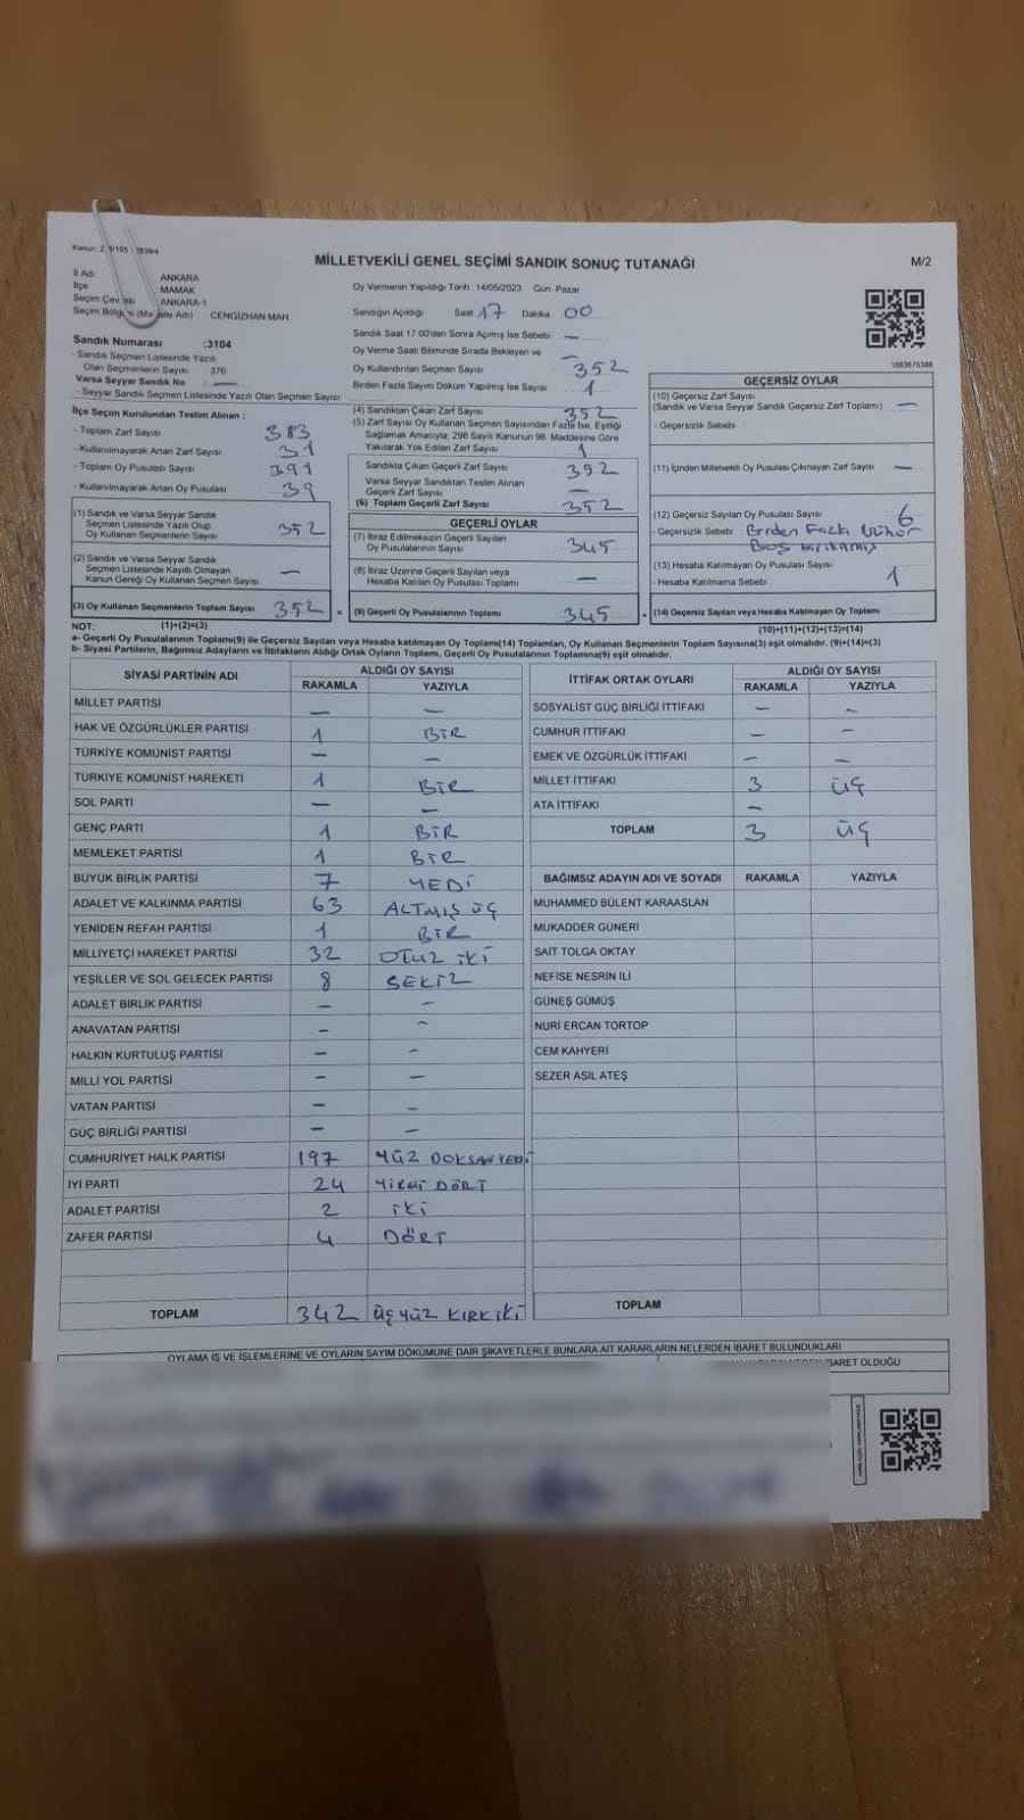 MİLLETVEKİLİ GENEL SEÇİMİ SANDIK SONUÇ TUTANAĞI
M/2
İl Adı ANKARA
İlçe MAMAK
Seçim Çev ANKARA-1
Seçim Bölg (Ma Adı) CENGİZHAN MAH.
Sandık Numarası :3104
- Sandık Seçmen Listesinde Yazılı
Olan Seçmenlerin Sayısı 376
Varsa Seyyar Sandık No : —
- Seyyar Sandık Seçmen Listesinde Yazılı Olan Seçmen Sayısı
İlçe Seçim Kurulundan Teslim Alınan :
- Toplam Zarf Sayısı 383
- Kullanılmayarak Artan Zarf Sayısı 31
- Toplam Oy Pusulası Sayısı 391
- Kullanılmayarak Artan Oy Pusulası 39
(1) Sandık ve Varsa Seyyar Sandık
Seçmen Listesinde Yazılı Olup
Oy Kullanan Seçmenlerin Sayısı 352
(2) Sandık ve Varsa Seyyar Sandık
Seçmen Listesinde Kayıtlı Olmayan
Kanun Gereği Oy Kullanan Seçmen Sayısı —
(3) Oy Kullanan Seçmenlerin Toplam Sayısı 352
(1)+(2)=(3)
Oy Vermenin Yapıldığı Tarih : 14/05/2023 Gün: Pazar
Sandığın Açıldığı Saat 17 Dakika 00
Sandık Saat 17:00'dan Sonra Açılmış İse Sebebi —
Oy Verme Saati Bitiminde Sırada Bekleyen ve —
Oy Kullandırılan Seçmen Sayısı 352
Birden Fazla Sayım Döküm Yapılmış İse Sayısı 1
(4) Sandıktan Çıkan Zarf Sayısı 352
(5) Zarf Sayısı Oy Kullanan Seçmen Sayısından Fazla İse, Eşitliği
Sağlamak Amacıyla, 298 Sayılı Kanunun 98. Maddesine Göre
Yakılarak Yok Edilen Zarf Sayısı 1
Sandıkta Çıkan Geçerli Zarf Sayısı 352
Varsa Seyyar Sandıktan Teslim Alınan
Geçerli Zarf Sayısı —
(6) Toplam Geçerli Zarf Sayısı 352
GEÇERLİ OYLAR
(7) İtiraz Edilmeksizin Geçerli Sayılan
Oy Pusulalarının Sayısı 345
(8) İtiraz Üzerine Geçerli Sayılan veya
Hesaba Katılan Oy Pusulası Toplamı —
= (9) Geçerli Oy Pusulalarının Toplamı 345
GEÇERSİZ OYLAR
(10) Geçersiz Zarf Sayısı
(Sandık ve Varsa Seyyar Sandık Geçersiz Zarf Toplamı) —
- Geçersizlik Sebebi
(11) İçinden Milletvekili Oy Pusulası Çıkmayan Zarf Sayısı —
(12) Geçersiz Sayılan Oy Pusulası Sayısı 6
- Geçersizlik Sebebi Birden Fazla Mühür
(13) Hesaba Katılmayan Oy Pusulası Sayısı 1
- Hesaba Katılmama Sebebi
+ (14) Geçersiz Sayılan veya Hesaba Katılmayan Oy Pusulası Toplamı
(10)+(11)+(12)+(13)=(14)
NOT:
a- Geçerli Oy Pusulalarının Toplamı(9) ile Geçersiz Sayılan veya Hesaba katılmayan Oy Toplamı(14) Toplamları, Oy Kullanan Seçmenlerin Toplam Sayısına(3) eşit olmalıdır. (9)+(14)=(3)
b- Siyasi Partilerin, Bağımsız Adayların ve İttifakların Aldığı Ortak Oyların Toplamı, Geçerli Oy Pusulalarının Toplamına(9) eşit olmalıdır.
SİYASİ PARTİNİN ADI ALDIĞI OY SAYISI
RAKAMLA YAZIYLA
MİLLET PARTİSİ — —
HAK VE ÖZGÜRLÜKLER PARTİSİ 1 BİR
TÜRKİYE KOMÜNİST PARTİSİ — —
TÜRKİYE KOMÜNİST HAREKETİ 1 BİR
SOL PARTİ — —
GENÇ PARTİ 1 BİR
MEMLEKET PARTİSİ 1 BİR
BÜYÜK BİRLİK PARTİSİ 7 YEDİ
ADALET VE KALKINMA PARTİSİ 63 ALTMIŞ ÜÇ
YENİDEN REFAH PARTİSİ 1 BİR
MİLLİYETÇİ HAREKET PARTİSİ 32 OTUZ İKİ
YEŞİLLER VE SOL GELECEK PARTİSİ 8 SEKİZ
ADALET BİRLİK PARTİSİ — —
ANAVATAN PARTİSİ — —
HALKIN KURTULUŞ PARTİSİ — —
MİLLİ YOL PARTİSİ — —
VATAN PARTİSİ — —
GÜÇ BİRLİĞİ PARTİSİ — —
CUMHURİYET HALK PARTİSİ 197 YÜZ DOKSAN YEDİ
İYİ PARTİ 24 YİRMİ DÖRT
ADALET PARTİSİ 2 İKİ
ZAFER PARTİSİ 4 DÖRT
TOPLAM 342 ÜÇ YÜZ KIRK İKİ
İTTİFAK ORTAK OYLARI ALDIĞI OY SAYISI
RAKAMLA YAZIYLA
SOSYALİST GÜÇ BİRLİĞİ İTTİFAKI — —
CUMHUR İTTİFAKI — —
EMEK VE ÖZGÜRLÜK İTTİFAKI — —
MİLLET İTTİFAKI 3 ÜÇ
ATA İTTİFAKI —
TOPLAM 3 ÜÇ
BAĞIMSIZ ADAYIN ADI VE SOYADI RAKAMLA YAZIYLA
MUHAMMED BÜLENT KARAASLAN
MUKADDER GÜNERİ
SAİT TOLGA OKTAY
NEFİSE NESRİN İLİ
GÜNEŞ GÜMÜŞ
NURİ ERCAN TORTOP
CEM KAHYERİ
SEZER ASİL ATEŞ
TOPLAM
OYLAMA İŞ VE İŞLEMLERİNE VE OYLARIN SAYIM DÖKÜMÜNE DAİR ŞİKAYETLERLE BUNLARA AİT KARARLARIN NELERDEN İBARET BULUNDUKLARI
İBARET OLDUĞU